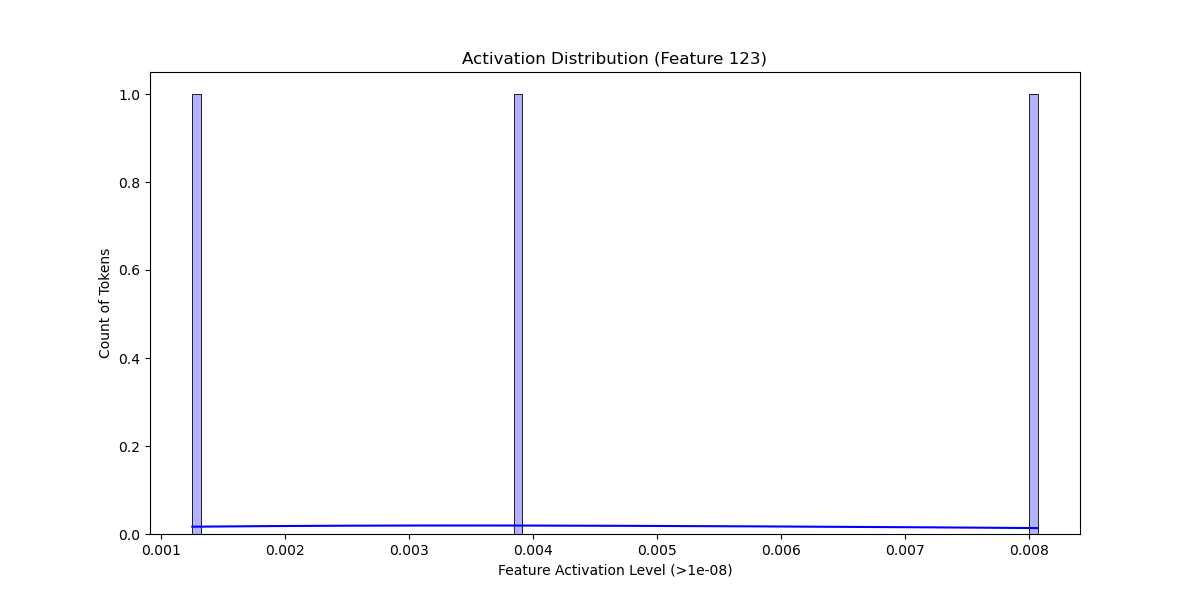 Activation Distribution (Feature 123)
Count of Tokens
1.0
0.8
0.6
0.4
0.2
0.0
0.001 0.002 0.003 0.004 0.005 0.006 0.007 0.008
Feature Activation Level (>1e-08)